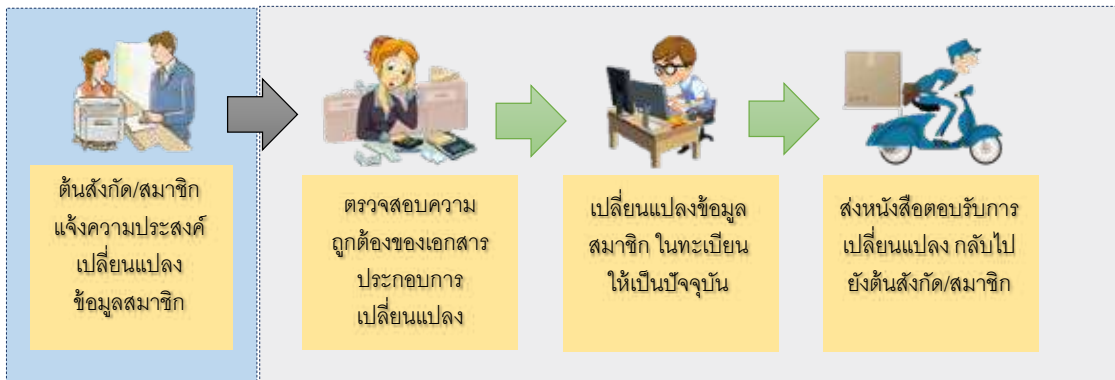 ต้นสังกัด/สมาชิก
แจ้งความประสงค์
เปลี่ยนแปลง
ข้อมูลสมาชิก
ตรวจสอบความ
ถูกต้องของเอกสาร
ประกอบการ
เปลี่ยนแปลง
เปลี่ยนแปลงข้อมูล
สมาชิก ในทะเบียน
ให้เป็นปัจจุบัน
ส่งหนังสือตอบรับการ
เปลี่ยนแปลง กลับไป
ยังต้นสังกัด/สมาชิก